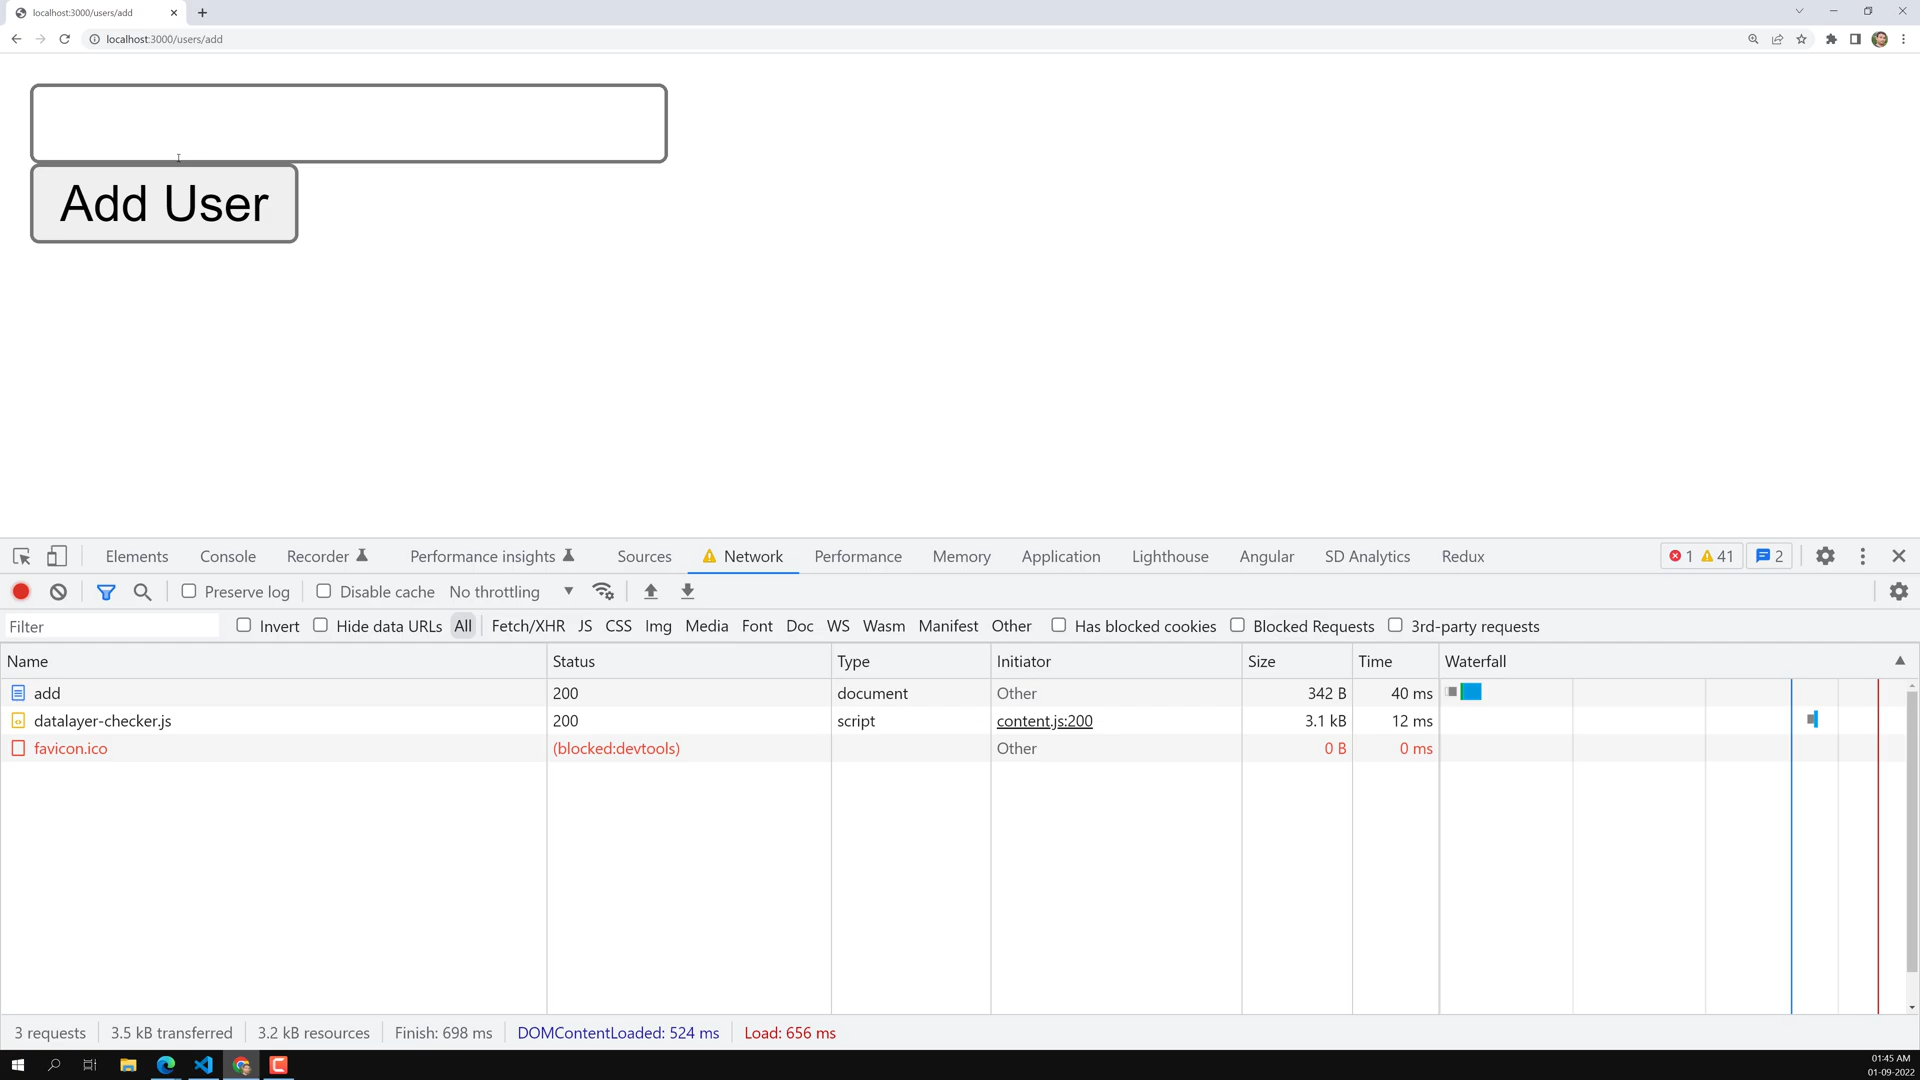 localhost:3000/users/add
localhost:3000/users/add
Add User
Elements Console Recorder Performance insights Sources Network Performance Memory Application Lighthouse Angular SD Analytics Redux 1 41 2
Preserve log Disable cache No throttling
Filter Invert Hide data URLs All Fetch/XHR JS CSS Img Media Font Doc WS Wasm Manifest Other Has blocked cookies Blocked Requests 3rd-party requests
Name Status Type Initiator Size Time Waterfall
add 200 document Other 342 B 40 ms
datalayer-checker.js 200 script content.js:200 3.1 kB 12 ms
favicon.ico (blocked:devtools) Other 0 B 0 ms
3 requests 3.5 kB transferred 3.2 kB resources Finish: 698 ms DOMContentLoaded: 524 ms Load: 656 ms
01:45 AM
01-09-2022